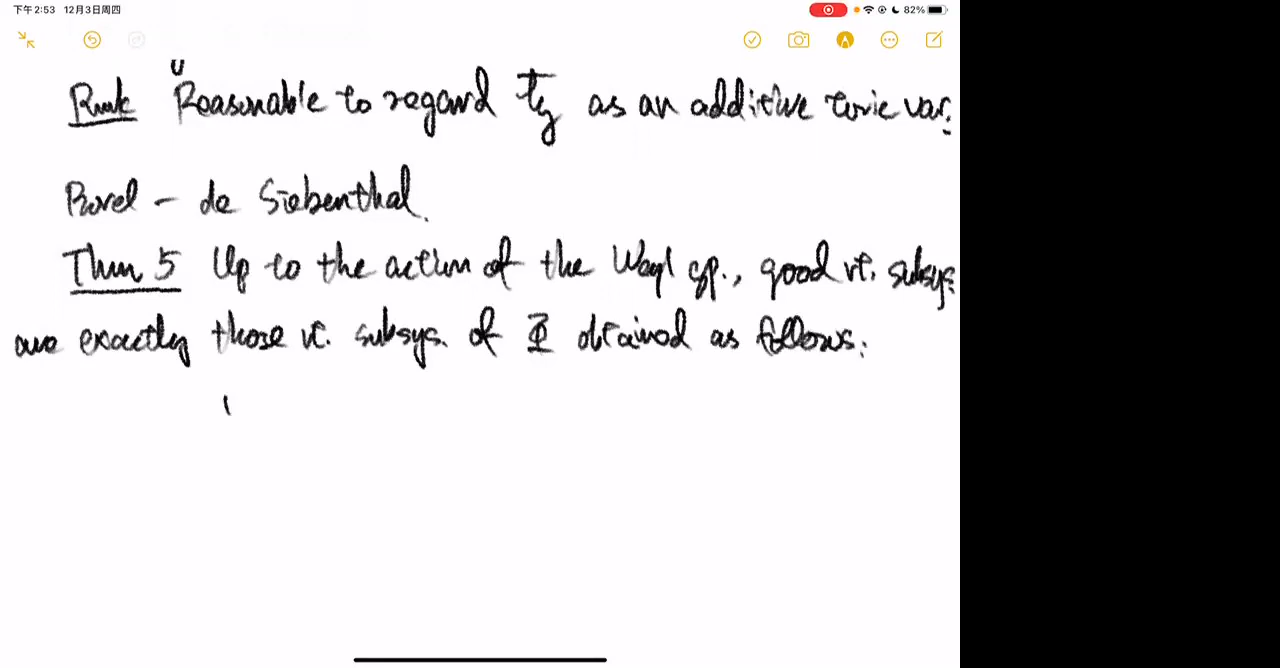 下午2:53 12月3日周四
82%
Rmk Reasonable to regard as an additive toric var.
Borel - de Siebenthal.
Thm 5 Up to the action of the Weyl gp., good rt. subsys.
are exactly those rt. subsys. of Φ obtained as follows: